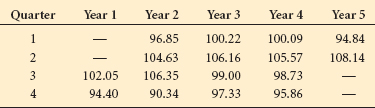 Quarter Year 1 Year 2 Year 3 Year 4 Year 5
1 — 96.85 100.22 100.09 94.84
2 — 104.63 106.16 105.57 108.14
3 102.05 106.35 99.00 98.73 —
4 94.40 90.34 97.33 95.86 —